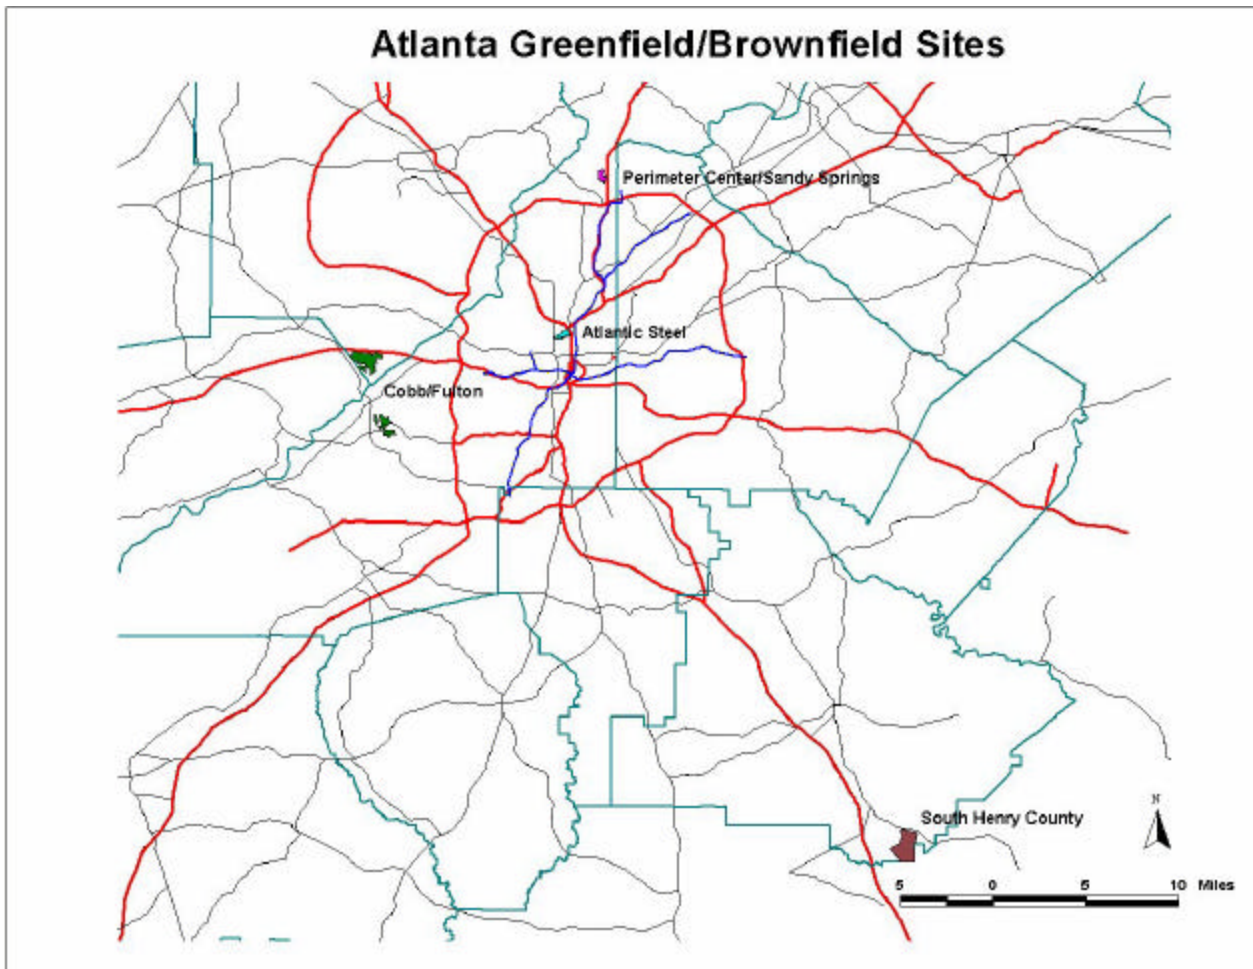 Atlanta Greenfield/Brownfield Sites
Perimeter Center/Sandy Springs
Atlantic Steel
Cobb/Fulton
South Henry County
N
5 0 5 10 Miles